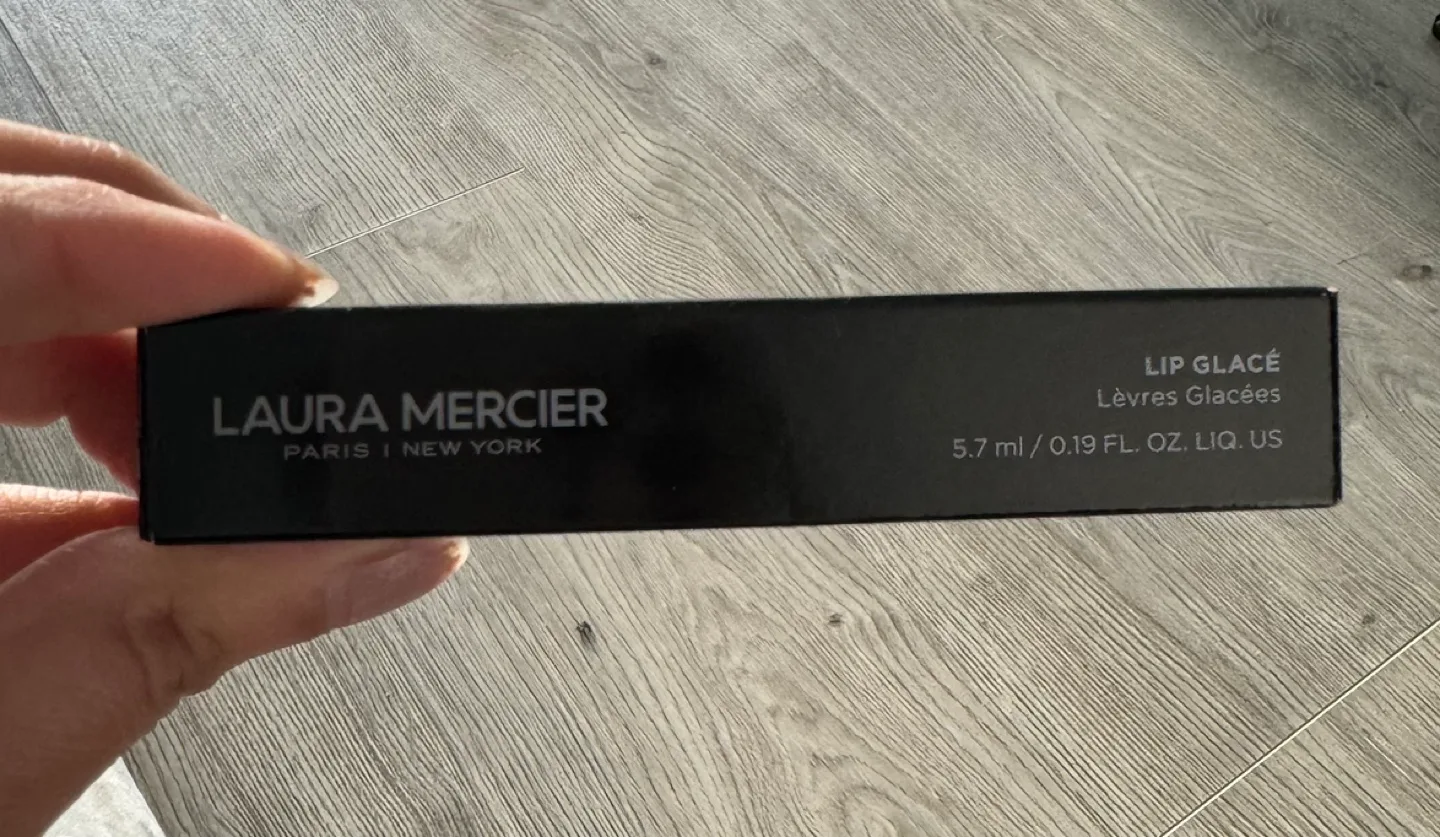 LAURA MERCIER
PARIS | NEW YORK
LIP GLACÉ
Lèvres Glacées
5.7 ml / 0.19 FL. OZ. LIQ. US